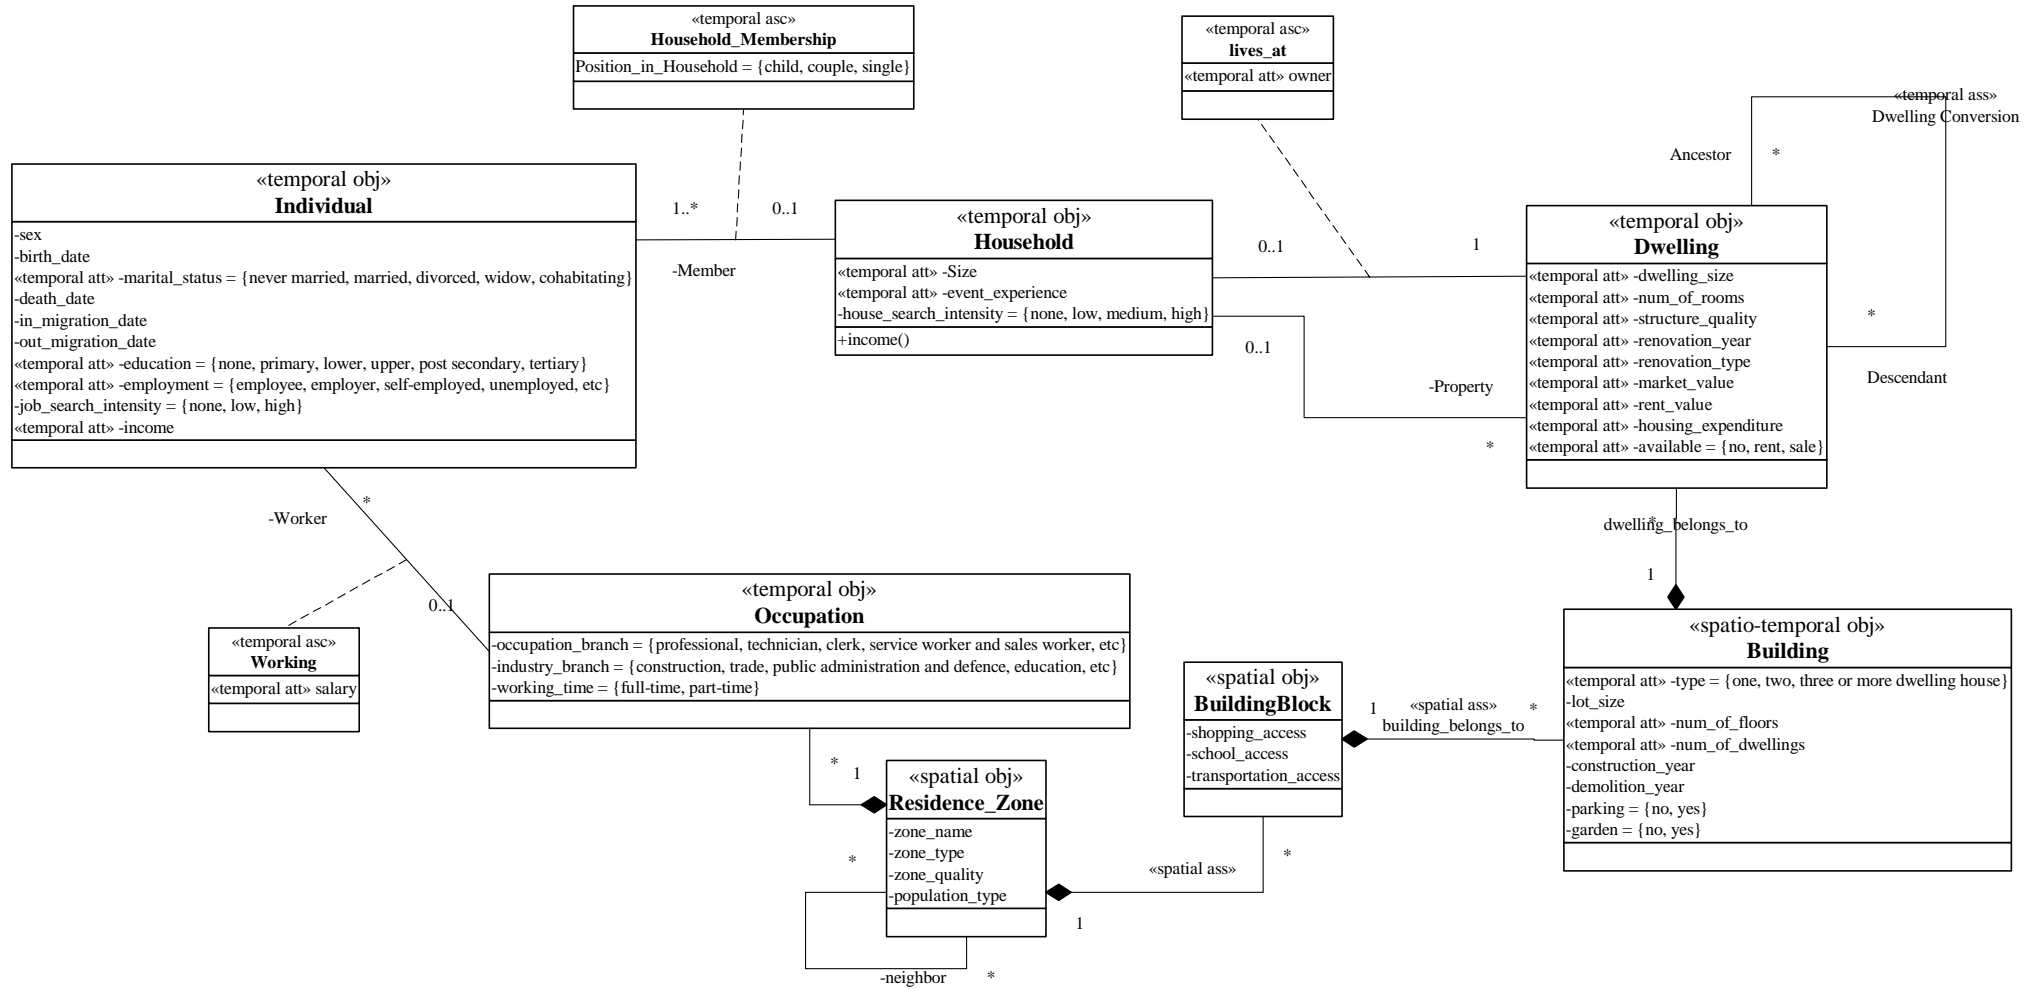 «temporal asc»
Household_Membership
Position_in_Household = {child, couple, single}
«temporal asc»
lives_at
«temporal att» owner
«temporal ass»
Dwelling Conversion
Ancestor
*
«temporal obj»
Individual
-sex
-birth_date
«temporal att» -marital_status = {never married, married, divorced, widow, cohabitating}
-death_date
-in_migration_date
-out_migration_date
«temporal att» -education = {none, primary, lower, upper, post secondary, tertiary}
«temporal att» -employment = {employee, employer, self-employed, unemployed, etc}
-job_search_intensity = {none, low, high}
«temporal att» -income
1..*
0..1
-Member
«temporal obj»
Household
«temporal att» -Size
«temporal att» -event_experience
-house_search_intensity = {none, low, medium, high}
+income()
0..1
1
0..1
-Property
*
«temporal obj»
Dwelling
«temporal att» -dwelling_size
«temporal att» -num_of_rooms
«temporal att» -structure_quality
«temporal att» -renovation_year
«temporal att» -renovation_type
«temporal att» -market_value
«temporal att» -rent_value
«temporal att» -housing_expenditure
«temporal att» -available = {no, rent, sale}
*
Descendant
*
-Worker
0..1
dwelling_belongs_to
*
1
«temporal asc»
Working
«temporal att» salary
«temporal obj»
Occupation
-occupation_branch = {professional, technician, clerk, service worker and sales worker, etc}
-industry_branch = {construction, trade, public administration and defence, education, etc}
-working_time = {full-time, part-time}
«spatio-temporal obj»
Building
«temporal att» -type = {one, two, three or more dwelling house}
-lot_size
«temporal att» -num_of_floors
«temporal att» -num_of_dwellings
-construction_year
-demolition_year
-parking = {no, yes}
-garden = {no, yes}
«spatial obj»
BuildingBlock
-shopping_access
-school_access
-transportation_access
1
«spatial ass»
*
building_belongs_to
*
1
«spatial obj»
Residence_Zone
-zone_name
-zone_type
-zone_quality
-population_type
*
«spatial ass»
*
1
-neighbor
*